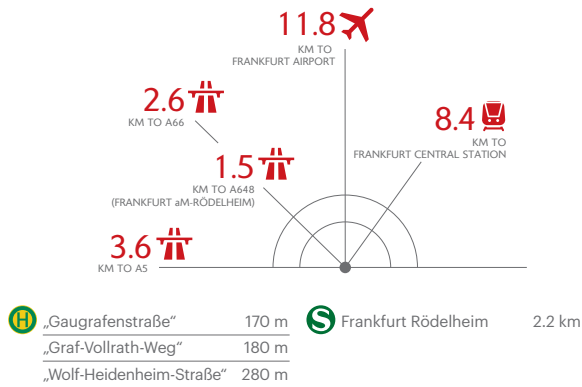 11.8
KM TO
FRANKFURT AIRPORT
2.6
KM TO A66
8.4
KM TO
FRANKFURT CENTRAL STATION
1.5
KM TO A648
(FRANKFURT aM-RÖDELHEIM)
3.6
KM TO A5
H „Gaugrafenstraße“ 170 m
„Graf-Vollrath-Weg“ 180 m
„Wolf-Heidenheim-Straße“ 280 m
S Frankfurt Rödelheim 2.2 km